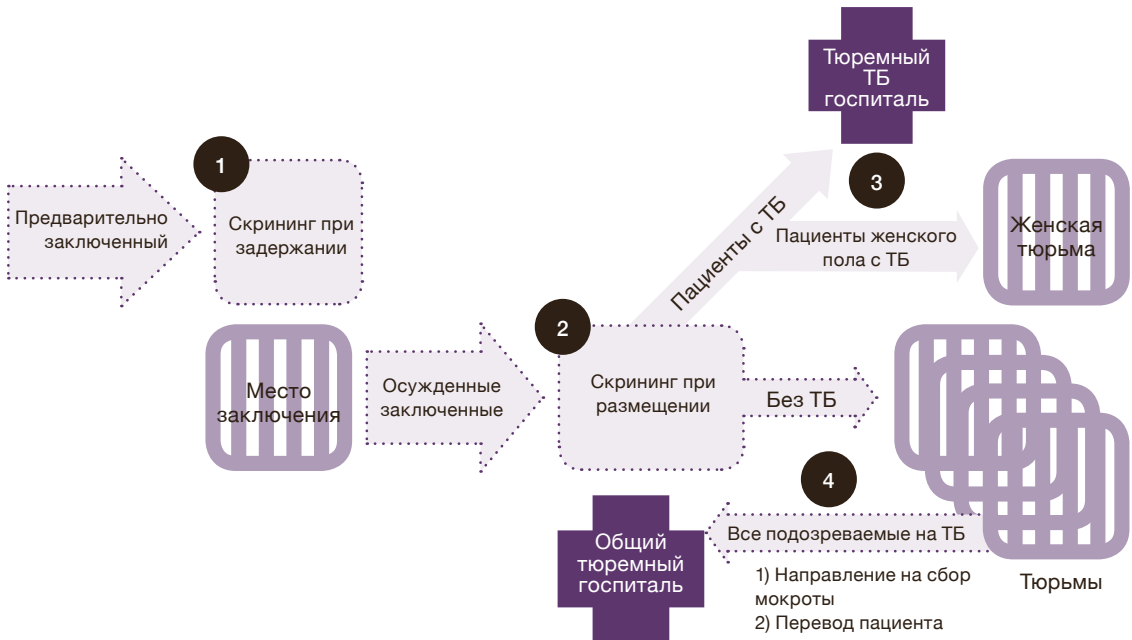 Тюремный
ТБ
госпиталь
1
Предварительно
заключенный
Скрининг при
задержании
3
Пациенты с ТБ
Пациенты женского
пола с ТБ
Женская
тюрьма
2
Место
заключения
Осужденные
заключенные
Скрининг при
размещении
Без ТБ
4
Общий
тюремный
госпиталь
Все подозреваемые на ТБ
1) Направление на сбор
мокроты
2) Перевод пациента
Тюрьмы